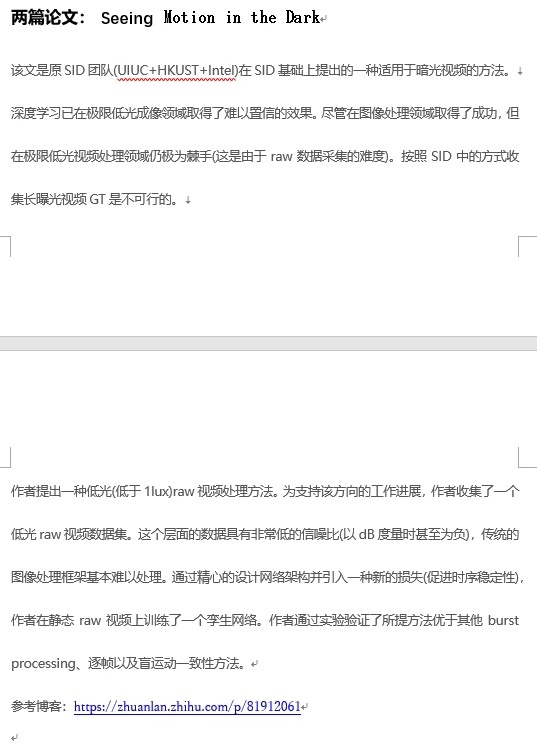 两篇论文： Seeing Motion in the Dark
该文是原 SID 团队(UIUC+HKUST+Intel)在 SID 基础上提出的一种适用于暗光视频的方法。
深度学习已在极限低光成像领域取得了难以置信的效果。尽管在图像处理领域取得了成功，但
在极限低光视频处理领域仍极为棘手(这是由于 raw 数据采集的难度)。按照 SID 中的方式收
集长曝光视频 GT 是不可行的。
作者提出一种低光(低于 1lux)raw 视频处理方法。为支持该方向的工作进展，作者收集了一个
低光 raw 视频数据集。这个层面的数据具有非常低的信噪比(以 dB 度量时甚至为负)，传统的
图像处理框架基本难以处理。通过精心的设计网络架构并引入一种新的损失(促进时序稳定性)，
作者在静态 raw 视频上训练了一个孪生网络。作者通过实验验证了所提方法优于其他 burst
processing、逐帧以及盲运动一致性方法。
参考博客：https://zhuanlan.zhihu.com/p/81912061